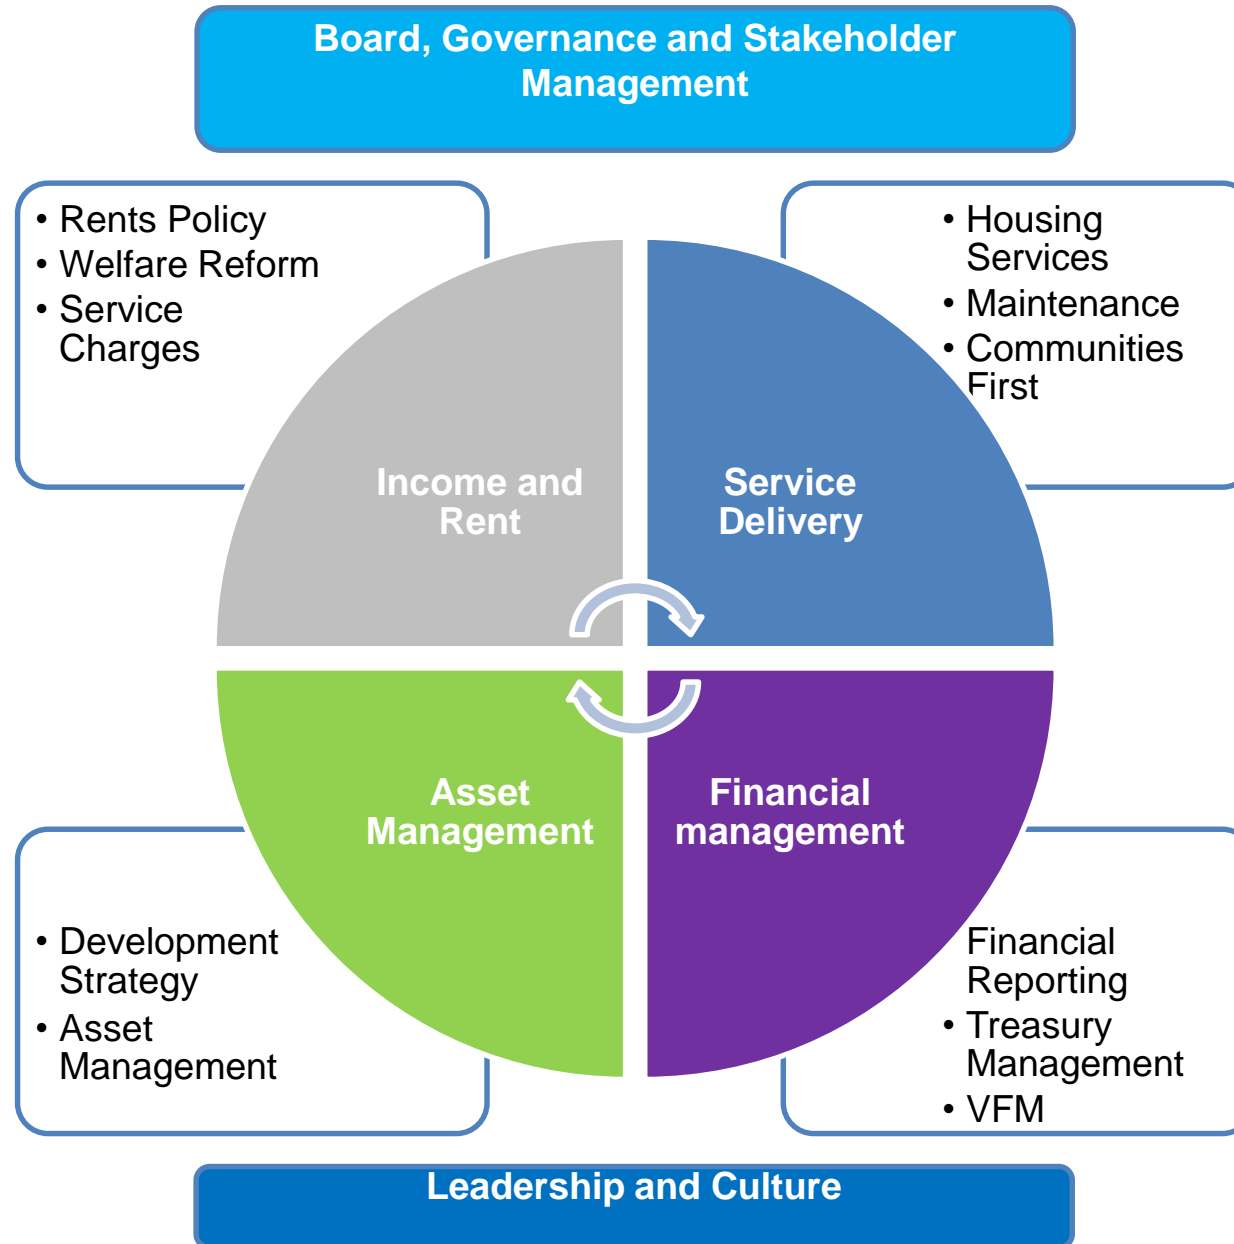 Board, Governance and Stakeholder
Management
• Rents Policy
• Welfare Reform
• Service
Charges
• Housing
Services
• Maintenance
• Communities
First
Income and
Rent
Service
Delivery
Asset
Management
Financial
management
• Development
Strategy
• Asset
Management
Financial
Reporting
• Treasury
Management
• VFM
Leadership and Culture